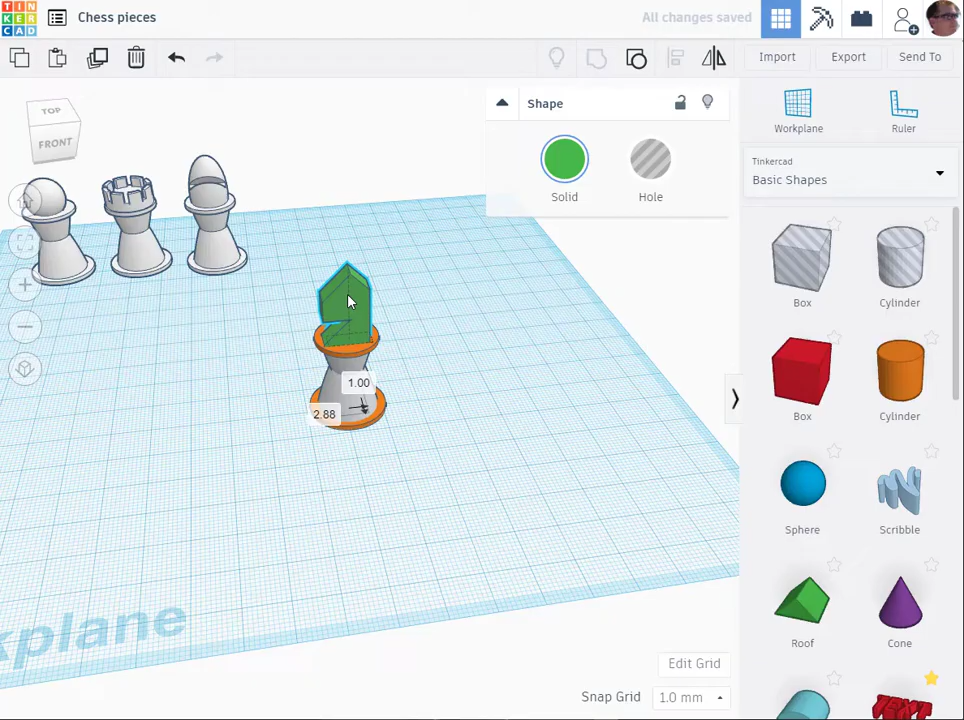 TIN
KER
CAD
Chess pieces
All changes saved
Import
Export
Send To
TOP
FRONT
Shape
Solid
Hole
Workplane
Ruler
Tinkercad
Basic Shapes
Box
Cylinder
Box
Cylinder
Sphere
Scribble
Roof
Cone
TEXT
1.00
2.88
kplane
Edit Grid
Snap Grid
1.0 mm